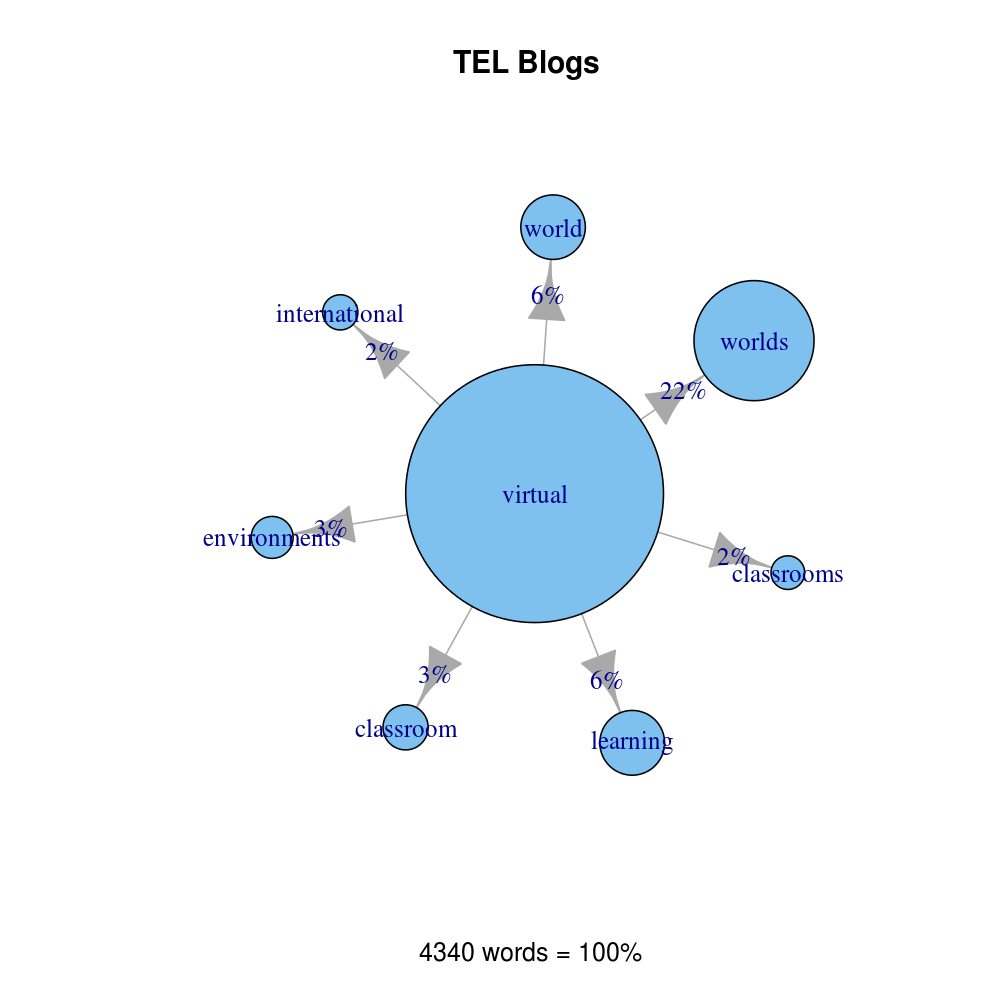 TEL Blogs
world
6%
international
2%
worlds
22%
virtual
environments
3%
2%
classrooms
3%
classroom
6%
learning
4340 words = 100%